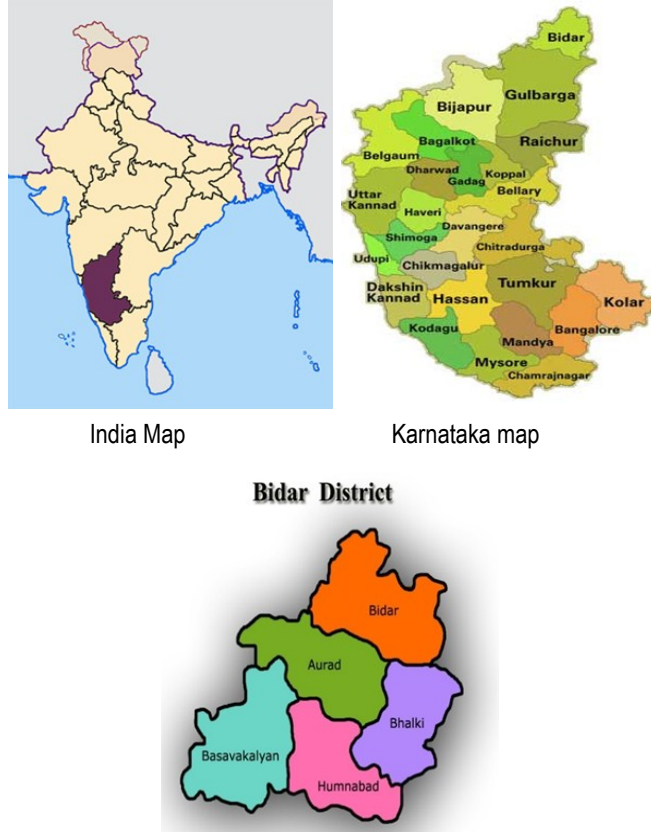 Bidar
Gulbarga
Bijapur
Raichur
Bagalkot
Belgaum
Dharwad
Koppal
Gadag
Bellary
Uttar
Kannad
Haveri
Davangere
Shimoga
Chitradurga
Udupi
Chikmagalur
Tumkur
Dakshin
Kannad
Hassan
Kolar
Kodagu
Bangalore
Mandya
Mysore
Chamrajnagar
India Map
Karnataka map
Bidar District
Bidar
Aurad
Bhalki
Basavakalyan
Humnabad